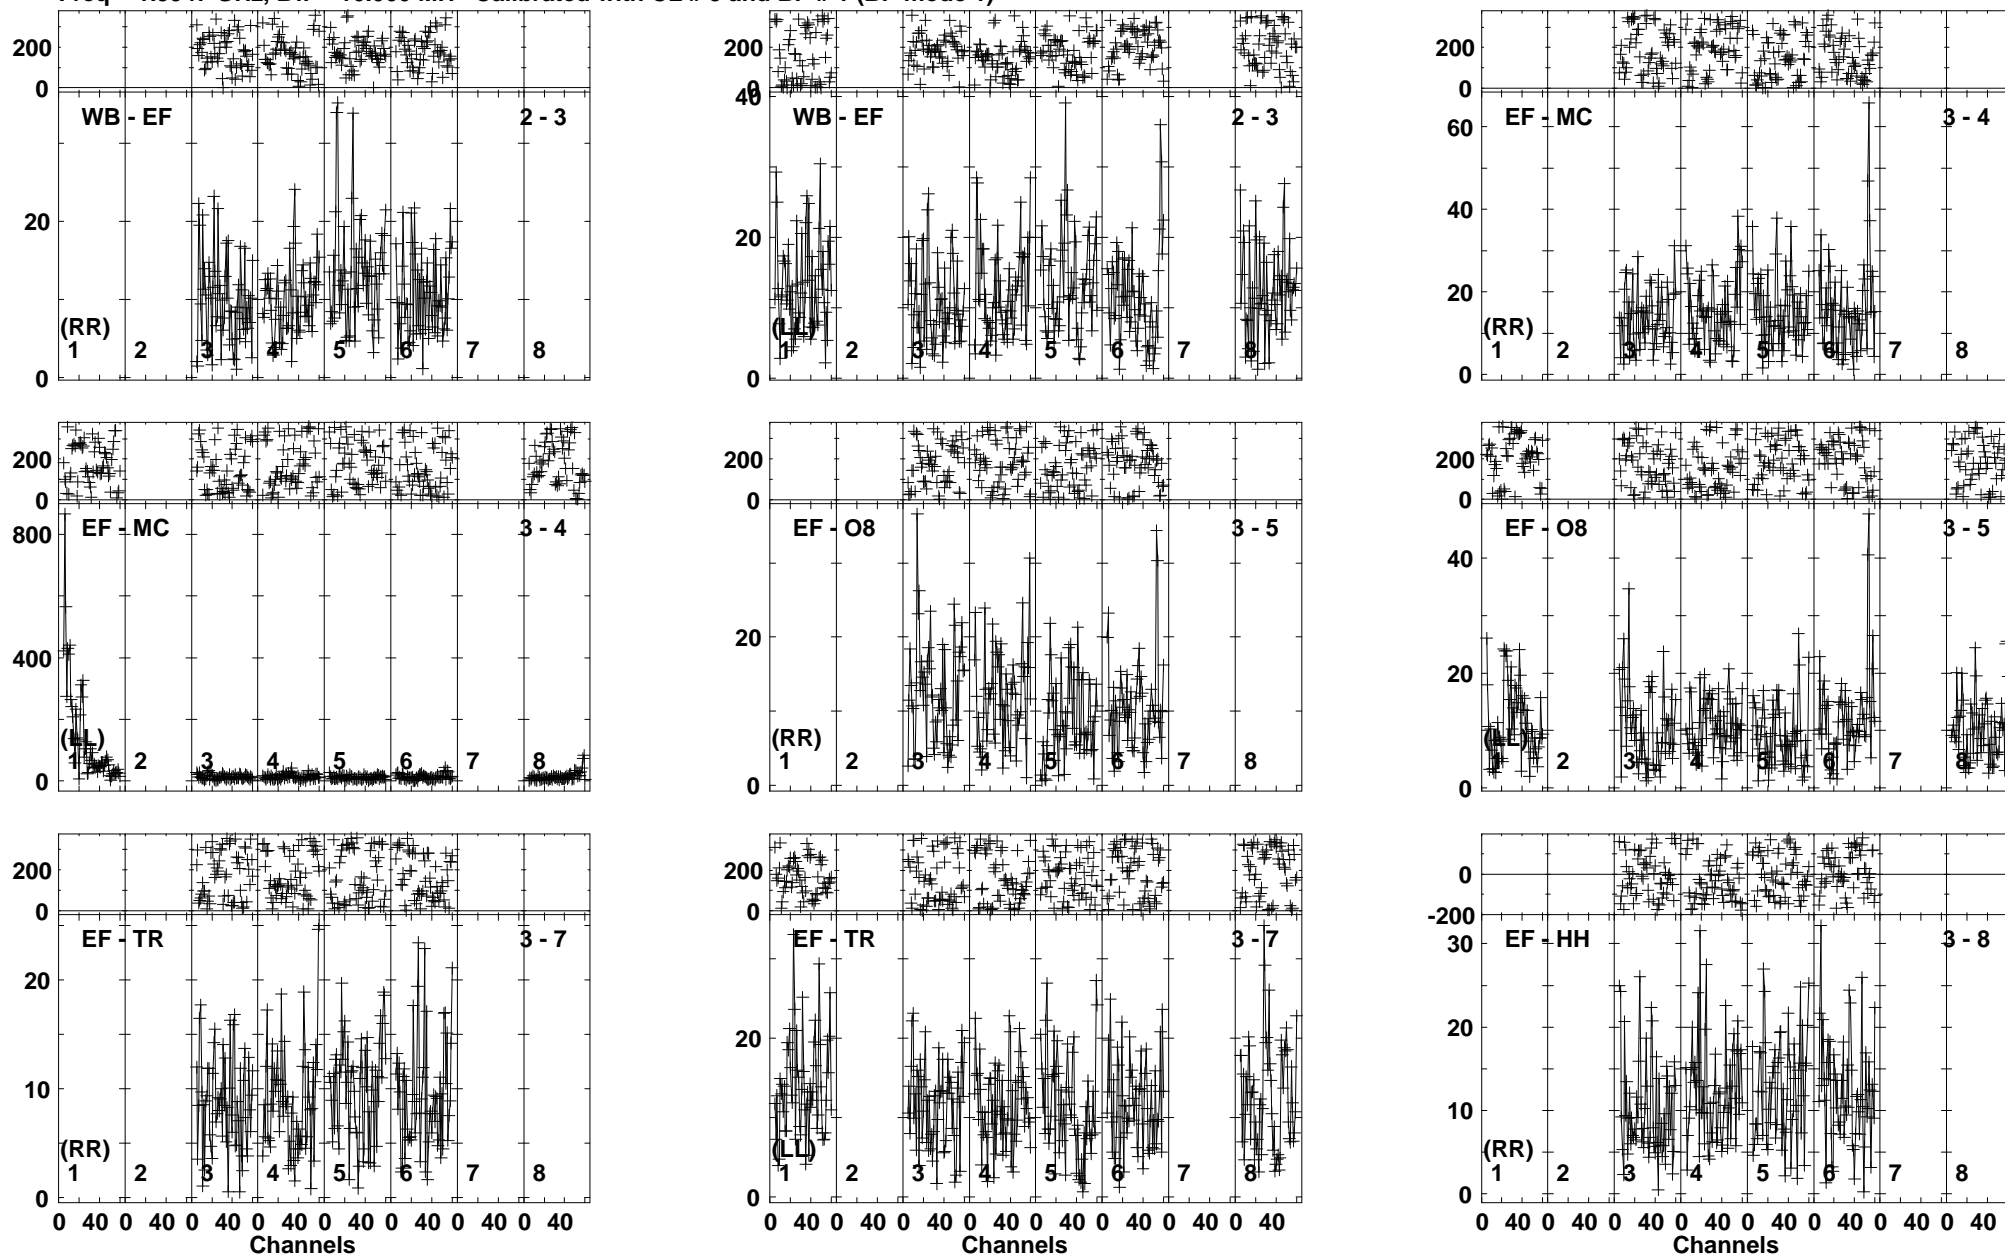 200 0 WB - EF 2 - 3 20 0 (RR) 1 2 3 4 5 6 7 8
200 0 40 WB - EF 2 - 3 20 0 (LL) 1 2 3 4 5 6 7 8
200 0 EF - MC 3 - 4 60 40 20 0 (RR) 1 2 3 4 5 6 7 8
200 0 EF - MC 3 - 4 800 400 0 (LL) 1 2 3 4 5 6 7 8
200 0 EF - O8 3 - 5 20 0 (RR) 1 2 3 4 5 6 7 8
200 0 EF - O8 3 - 5 40 20 0 (LL) 1 2 3 4 5 6 7 8
200 0 EF - TR 3 - 7 20 10 0 (RR) 1 2 3 4 5 6 7 8
200 0 EF - TR 3 - 7 20 0 (LL) 1 2 3 4 5 6 7 8
0 -200 EF - HH 3 - 8 30 20 10 0 (RR) 1 2 3 4 5 6 7 8
0 40 0 40 0 40 0 40 0 40 0 40 0 40 0 40
Channels
0 40 0 40 0 40 0 40 0 40 0 40 0 40 0 40
Channels
0 40 0 40 0 40 0 40 0 40 0 40 0 40 0 40